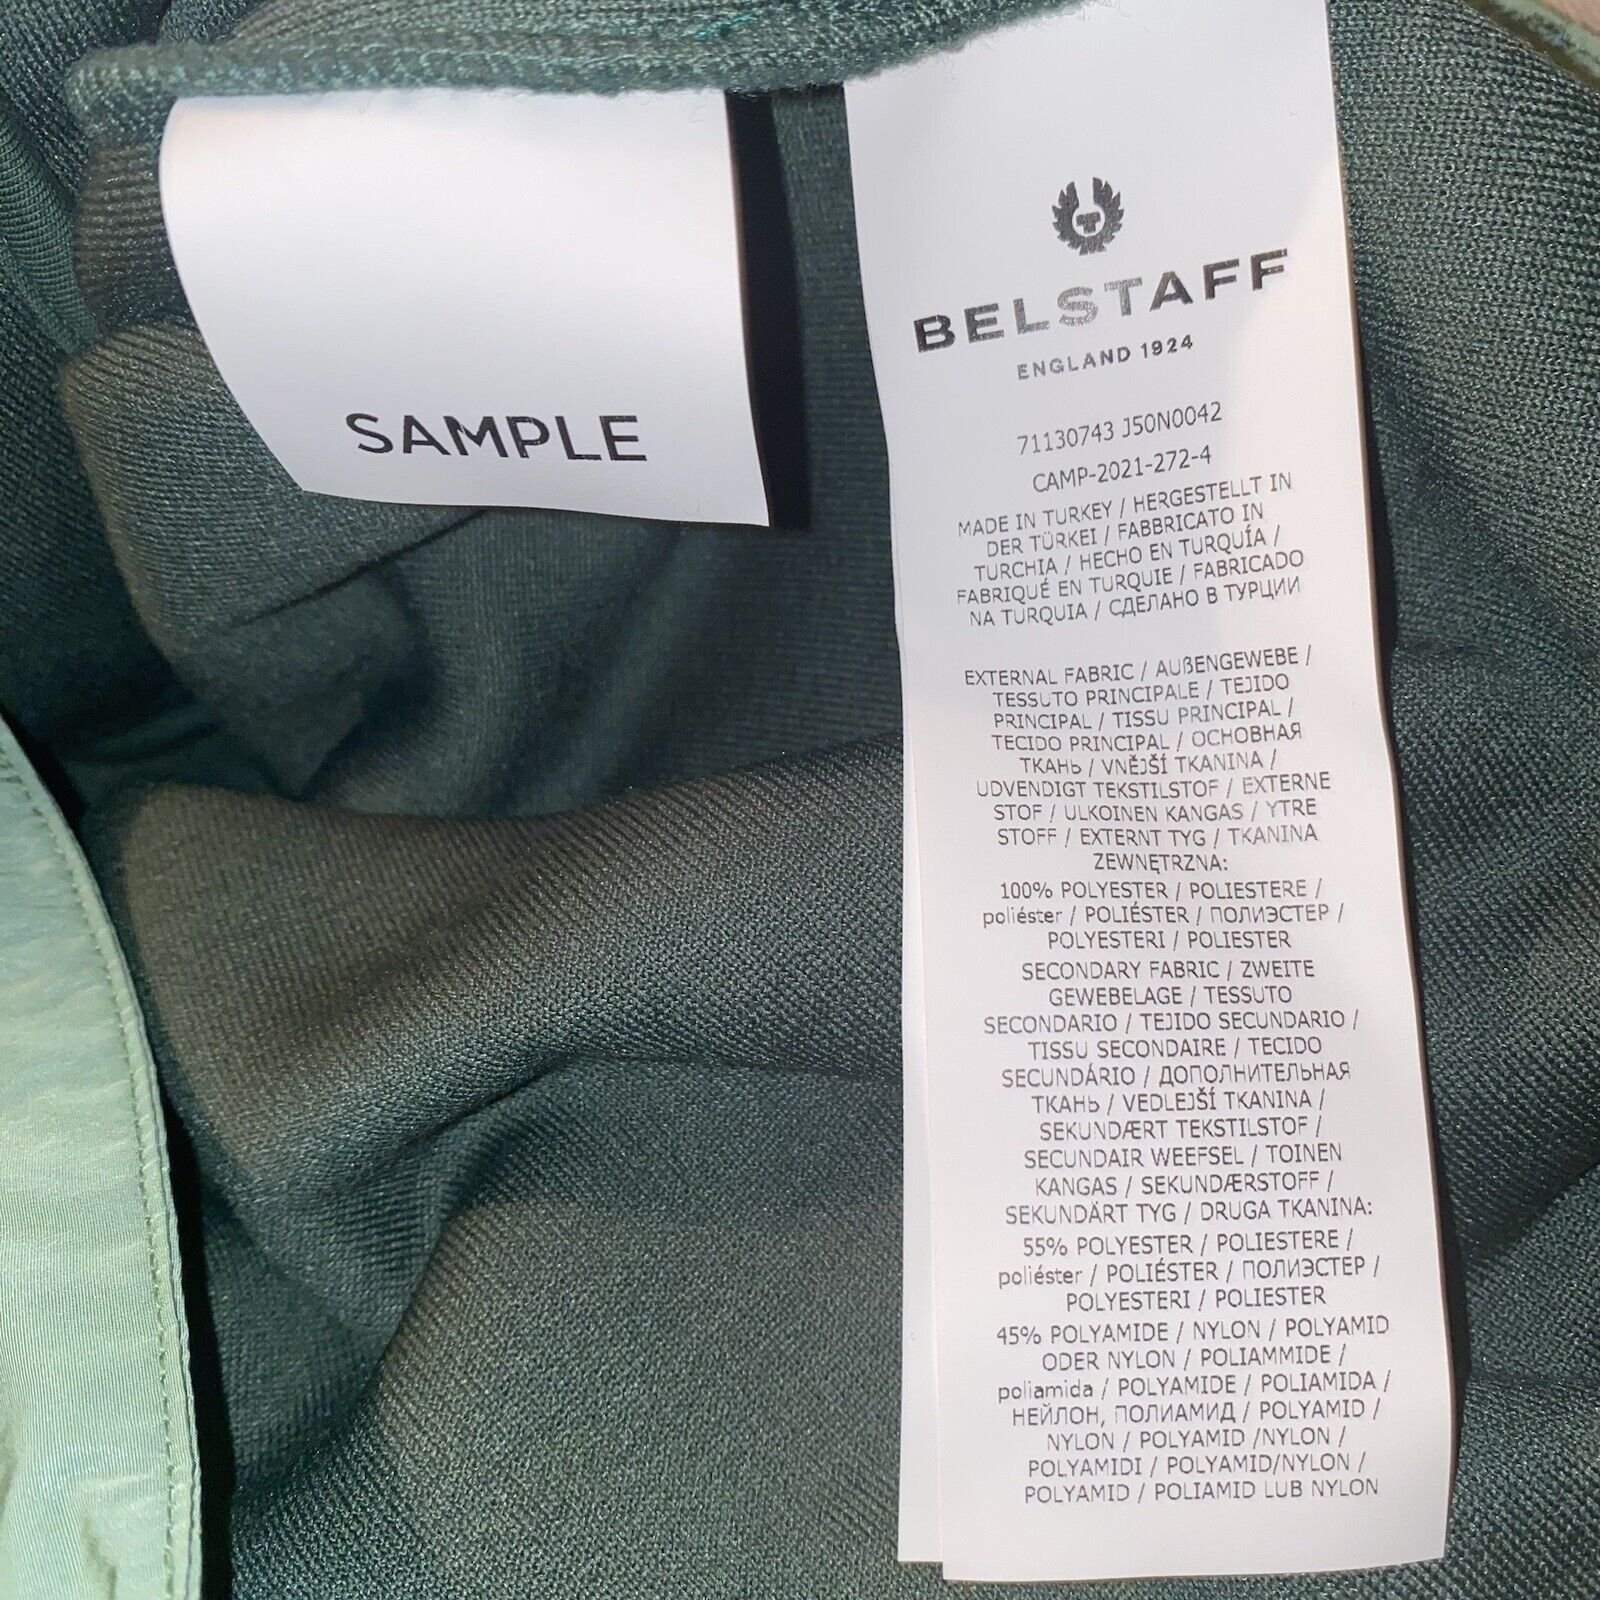 SAMPLE
BELSTAFF
ENGLAND 1924
71130743 J50N0042
CAMP-2021-272-4
MADE IN TURKEY / HERGESTELLT IN
DER TÜRKEI / FABBRICATO IN
TURCHIA / HECHO EN TURQUÍA /
FABRIQUÉ EN TURQUIE / FABRICADO
NA TURQUIA / СДЕЛАНО В ТУРЦИИ
EXTERNAL FABRIC / AUßENGEWEBE /
TESSUTO PRINCIPALE / TEJIDO
PRINCIPAL / TISSU PRINCIPAL /
TECIDO PRINCIPAL / ОСНОВНАЯ
ТКАНЬ / VNĚJŠÍ TKANINA /
UDVENDIGT TEKSTILSTOF / EXTERNE
STOF / ULKOINEN KANGAS / YTRE
STOFF / EXTERNT TYG / TKANINA
ZEWNĘTRZNA:
100% POLYESTER / POLIESTERE /
poliéster / POLIÉSTER / ПОЛИЭСТЕР /
POLYESTERI / POLIESTER
SECONDARY FABRIC / ZWEITE
GEWEBELAGE / TESSUTO
SECONDARIO / TEJIDO SECUNDARIO /
TISSU SECONDAIRE / TECIDO
SECUNDÁRIO / ДОПОЛНИТЕЛЬНАЯ
ТКАНЬ / VEDLEJŠÍ TKANINA /
SEKUNDÆRT TEKSTILSTOF /
SECUNDAIR WEEFSEL / TOINEN
KANGAS / SEKUNDÆRSTOFF /
SEKUNDÄRT TYG / DRUGA TKANINA:
55% POLYESTER / POLIESTERE /
poliéster / POLIÉSTER / ПОЛИЭСТЕР /
POLYESTERI / POLIESTER
45% POLYAMIDE / NYLON / POLYAMID
ODER NYLON / POLIAMMIDE /
poliamida / POLYAMIDE / POLIAMIDA /
НЕЙЛОН, ПОЛИАМИД / POLYAMID /
NYLON / POLYAMID /NYLON /
POLYAMIDI / POLYAMID/NYLON /
POLYAMID / POLIAMID LUB NYLON